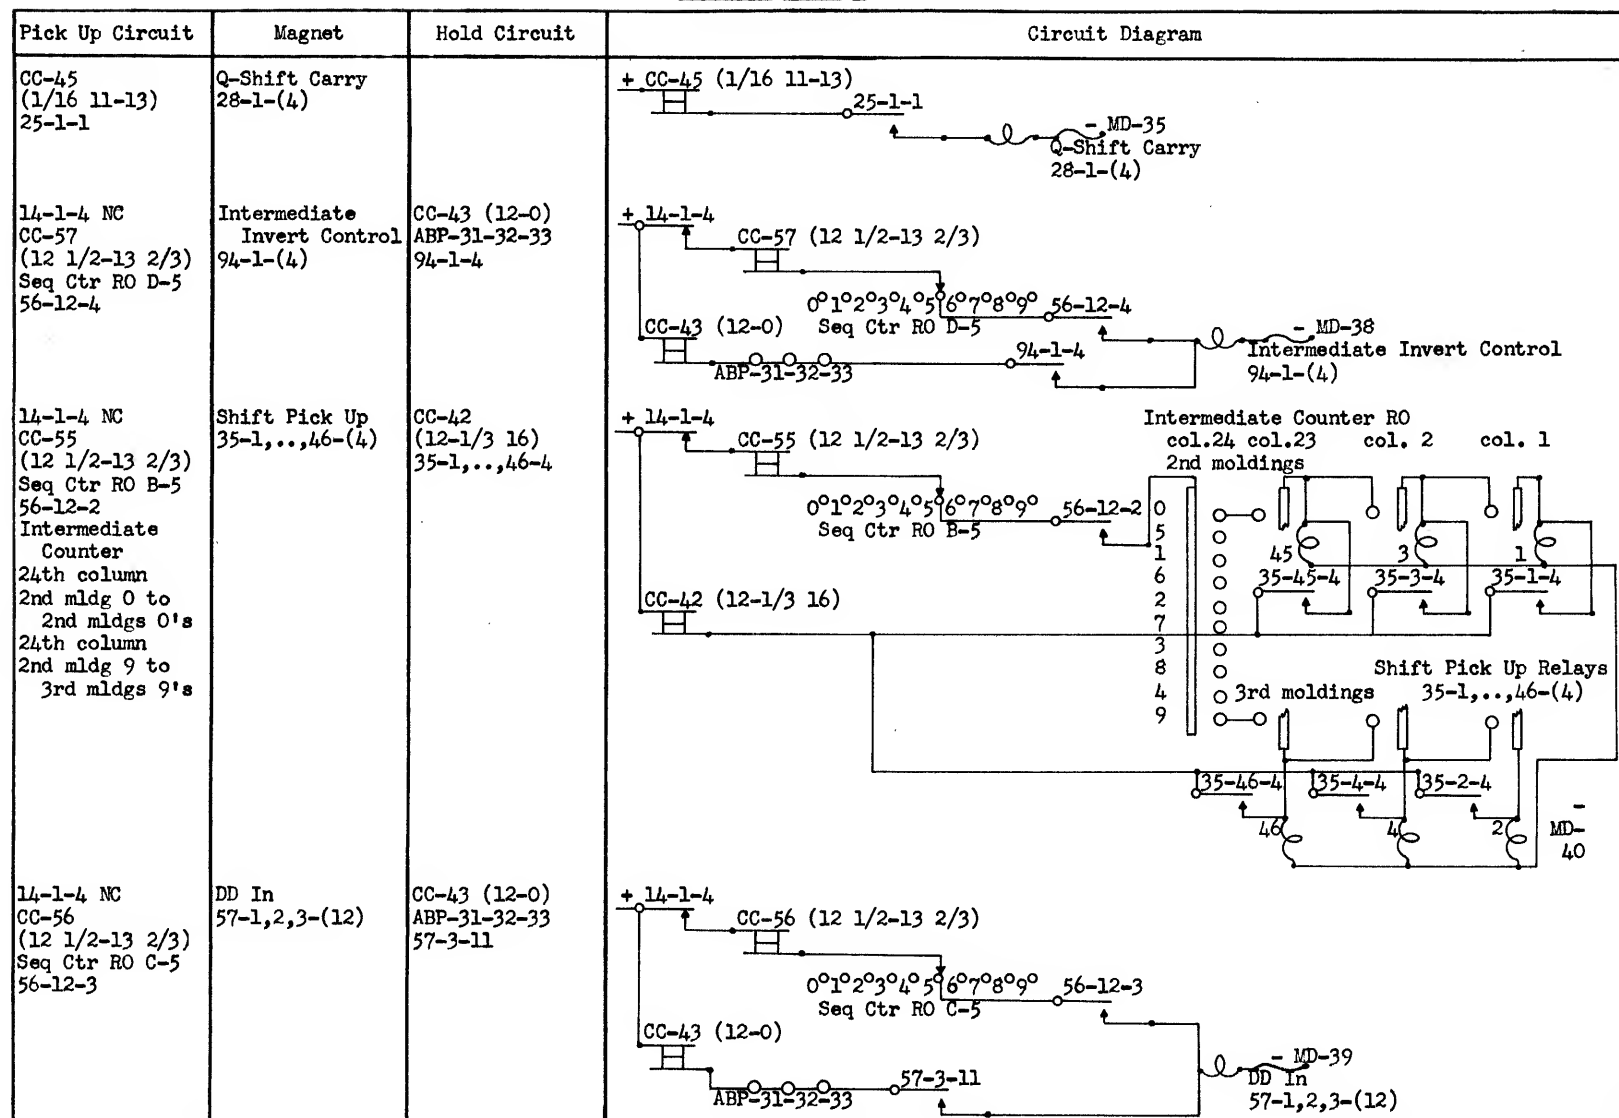 Pick Up Circuit
Magnet
Hold Circuit
Circuit Diagram
CC-45
(1/16 11-13)
25-1-1
Q-Shift Carry
28-1-(4)
+ CC-45 (1/16 11-13)
25-1-1
- MD-35
Q-Shift Carry
28-1-(4)
14-1-4 NC
CC-57
(12 1/2-13 2/3)
Seq Ctr RO D-5
56-12-4
Intermediate
Invert Control
94-1-(4)
CC-43 (12-0)
ABP-31-32-33
94-1-4
+ 14-1-4
CC-57 (12 1/2-13 2/3)
0 1 2 3 4 5 6 7 8 9 56-12-4
Seq Ctr RO D-5
CC-43 (12-0)
94-1-4
ABP-31-32-33
- MD-38
Intermediate Invert Control
94-1-(4)
14-1-4 NC
CC-55
(12 1/2-13 2/3)
Seq Ctr RO B-5
56-12-2
Intermediate
Counter
24th column
2nd mldg 0 to
2nd mldgs 0's
24th column
2nd mldg 9 to
3rd mldgs 9's
Shift Pick Up
35-1,..,46-(4)
CC-42
(12-1/3 16)
35-1,..,46-4
+ 14-1-4
CC-55 (12 1/2-13 2/3)
0 1 2 3 4 5 6 7 8 9 56-12-2
Seq Ctr RO B-5
CC-42 (12-1/3 16)
Intermediate Counter RO
col.24 col.23 col. 2 col. 1
2nd moldings
0
5
1
6
2
7
3
8
4
9
45 3 1
35-45-4 35-3-4 35-1-4
Shift Pick Up Relays
3rd moldings 35-1,..,46-(4)
35-46-4 35-4-4 35-2-4
46 4 2
-
MD-
40
14-1-4 NC
CC-56
(12 1/2-13 2/3)
Seq Ctr RO C-5
56-12-3
DD In
57-1,2,3-(12)
CC-43 (12-0)
ABP-31-32-33
57-3-11
+ 14-1-4
CC-56 (12 1/2-13 2/3)
0 1 2 3 4 5 6 7 8 9 56-12-3
Seq Ctr RO C-5
CC-43 (12-0)
57-3-11
ABP-31-32-33
- MD-39
DD In
57-1,2,3-(12)